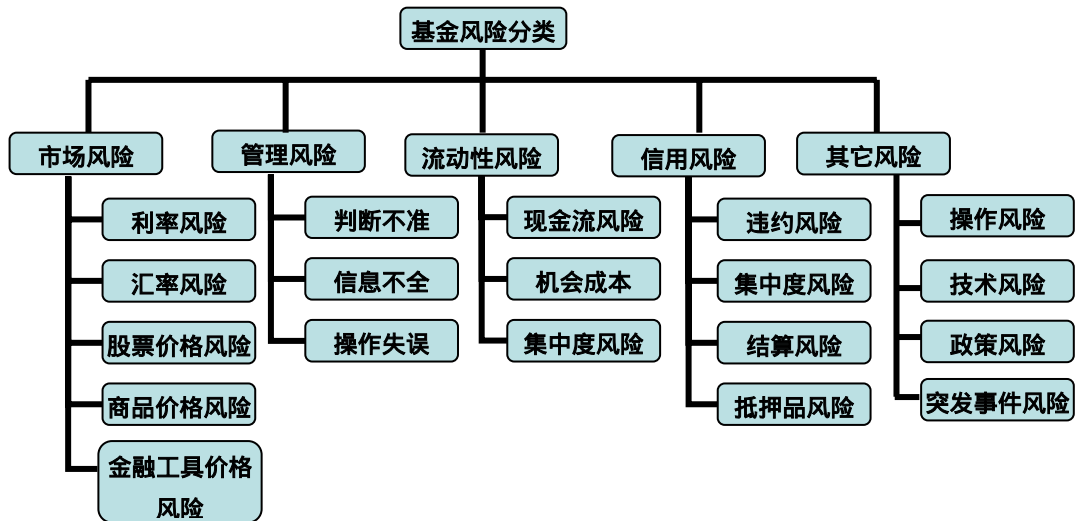 基金风险分类
市场风险
管理风险
流动性风险
信用风险
其它风险
利率风险
汇率风险
股票价格风险
商品价格风险
金融工具价格
风险
判断不准
信息不全
操作失误
现金流风险
机会成本
集中度风险
违约风险
集中度风险
结算风险
抵押品风险
操作风险
技术风险
政策风险
突发事件风险